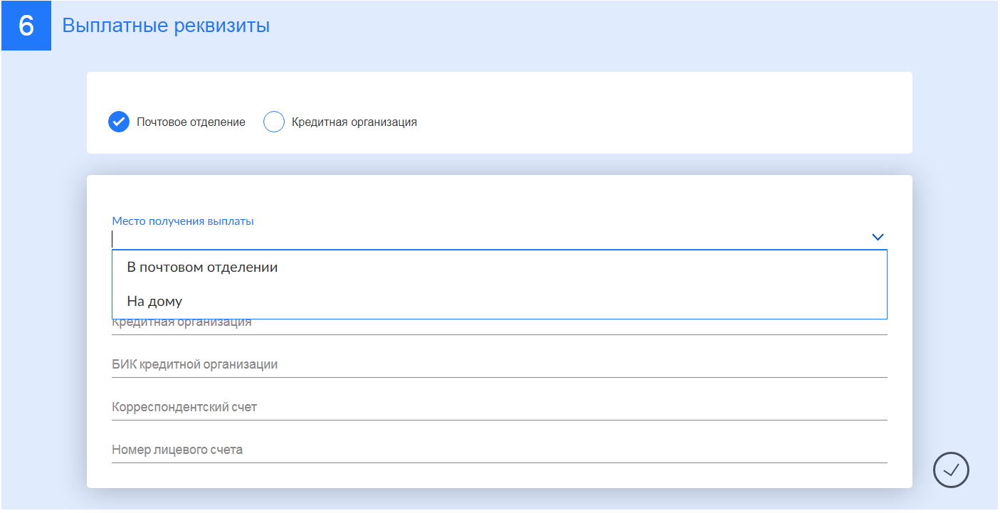 6 Выплатные реквизиты
Почтовое отделение Кредитная организация
Место получения выплаты
В почтовом отделении
На дому
Кредитная организация
БИК кредитной организации
Корреспондентский счет
Номер лицевого счета